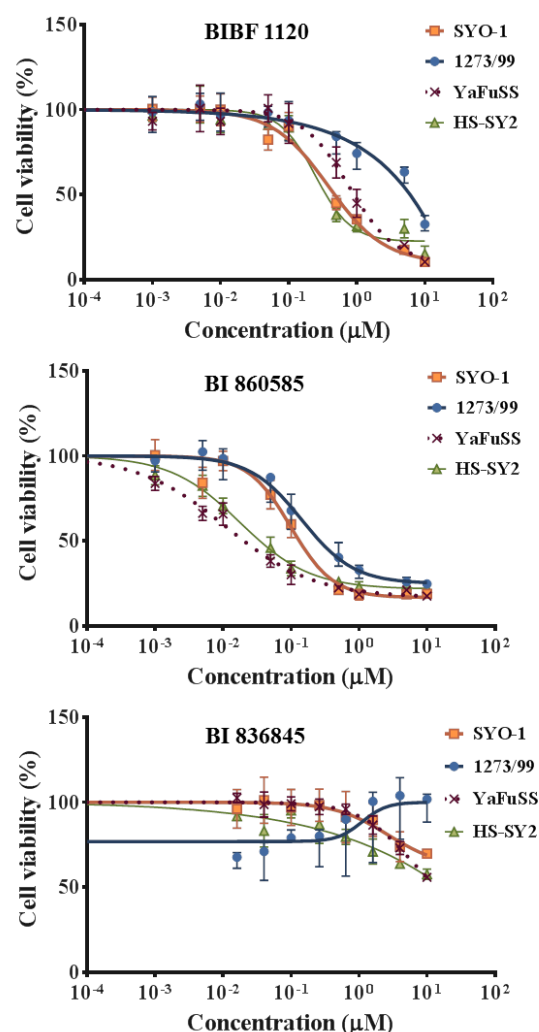 BIBF 1120
Cell viability (%)
150
100
50
0
10⁻⁴ 10⁻³ 10⁻² 10⁻¹ 10⁰ 10¹ 10²
Concentration (µM)
SYO-1
1273/99
YaFuSS
HS-SY2
BI 860585
Cell viability (%)
150
100
50
0
10⁻⁴ 10⁻³ 10⁻² 10⁻¹ 10⁰ 10¹ 10²
Concentration (µM)
SYO-1
1273/99
YaFuSS
HS-SY2
BI 836845
Cell viability (%)
150
100
50
0
10⁻⁴ 10⁻³ 10⁻² 10⁻¹ 10⁰ 10¹ 10²
Concentration (µM)
SYO-1
1273/99
YaFuSS
HS-SY2